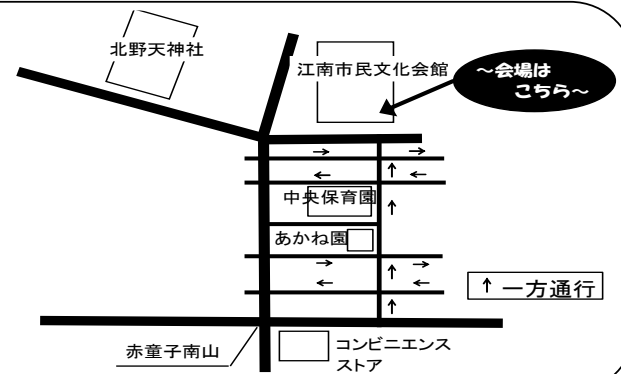 北野天神社
江南市民文化会館
～会場は
こちら～
→ →
← ← ↑
中央保育園
↑
あかね園
→ →
← ← ↑
↑ 一方通行
↑
赤童子南山
コンビニエンス
ストア